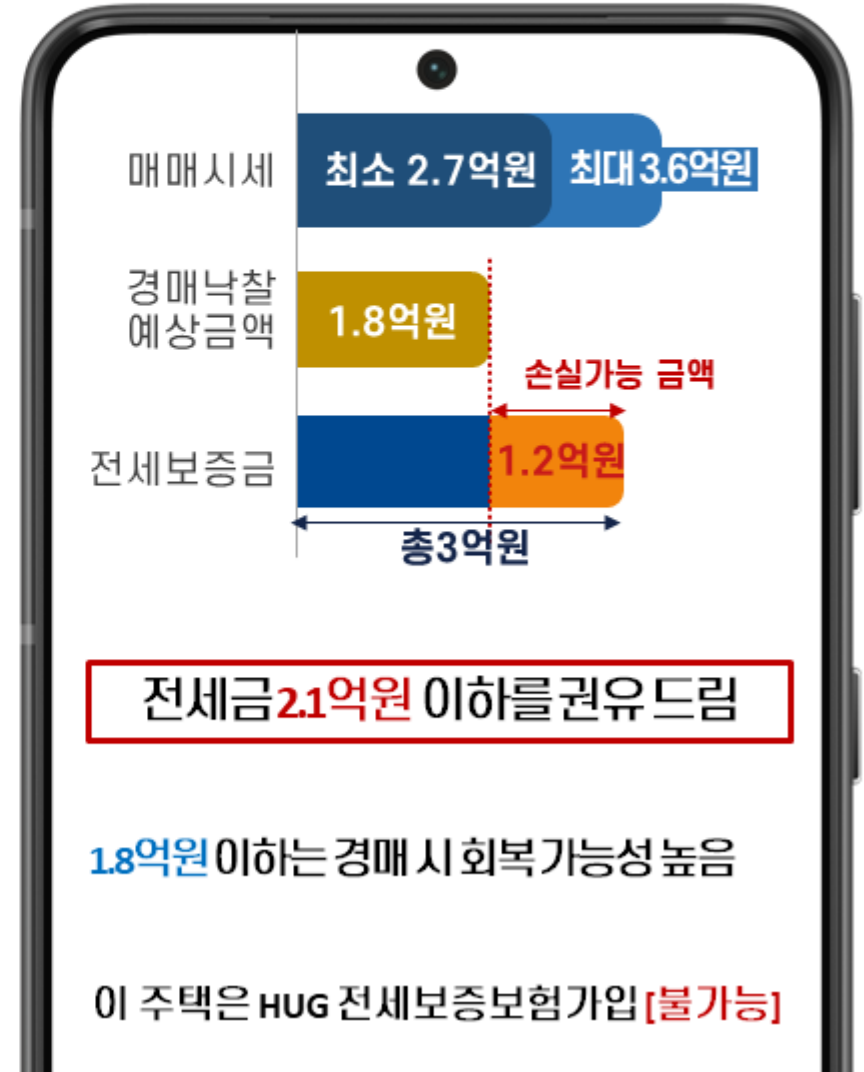 매매시세
최소 2.7억원
최대 3.6억원
경매낙찰
예상금액
1.8억원
손실가능 금액
전세보증금
1.2억원
총3억원
전세금 2.1억원 이하를 권유 드림
1.8억원 이하는 경매 시 회복 가능성 높음
이 주택은 HUG 전세보증보험가입 [불가능]